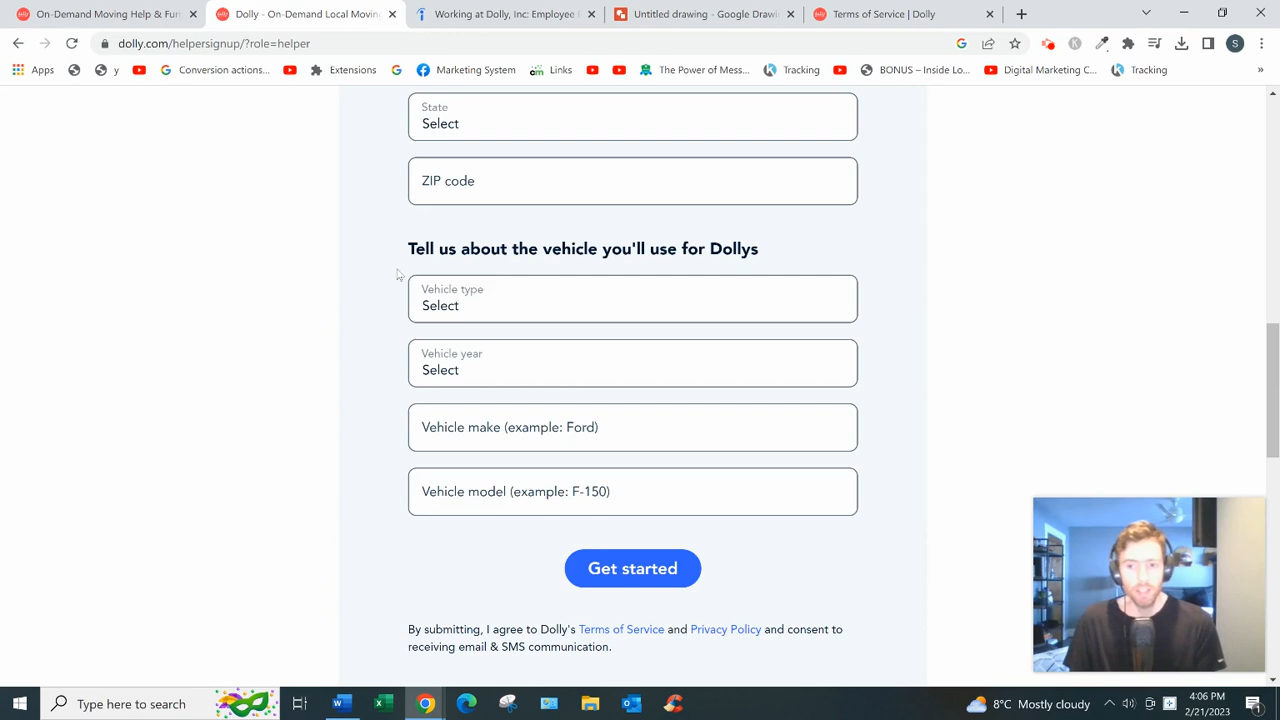 On-Demand Moving Help & Furn
Dolly - On-Demand Local Moving
Working at Dolly, Inc: Employee R
Untitled drawing - Google Drawi
Terms of Service | Dolly
dolly.com/helpersignup/?role=helper
S
Apps
y
Conversion actions...
Extensions
Marketing System
Links
The Power of Mess...
Tracking
BONUS – Inside Lo...
Digital Marketing C...
Tracking
»
State
Select
ZIP code
Tell us about the vehicle you'll use for Dollys
Vehicle type
Select
Vehicle year
Select
Vehicle make (example: Ford)
Vehicle model (example: F-150)
Get started
By submitting, I agree to Dolly's Terms of Service and Privacy Policy and consent to
receiving email & SMS communication.
Type here to search
8°C Mostly cloudy
4:06 PM
2/21/2023